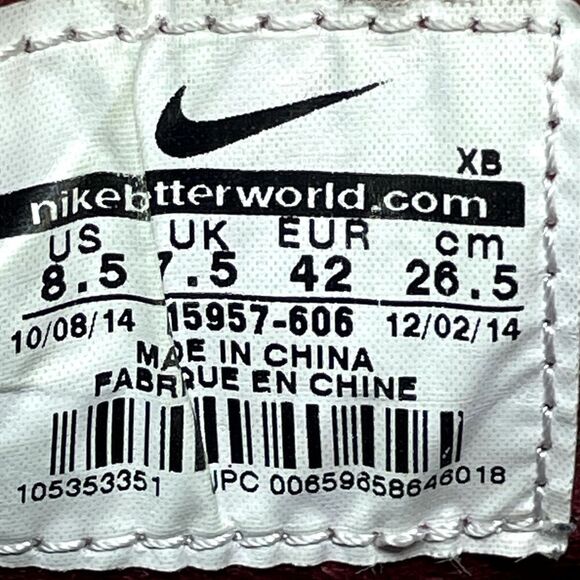 XB
nikebtterworld.com
US UK EUR cm
8.5 7.5 42 26.5
10/08/14 15957-606 12/02/14
MADE IN CHINA
FABRQUE EN CHINE
105353351 UPC 00659658646018